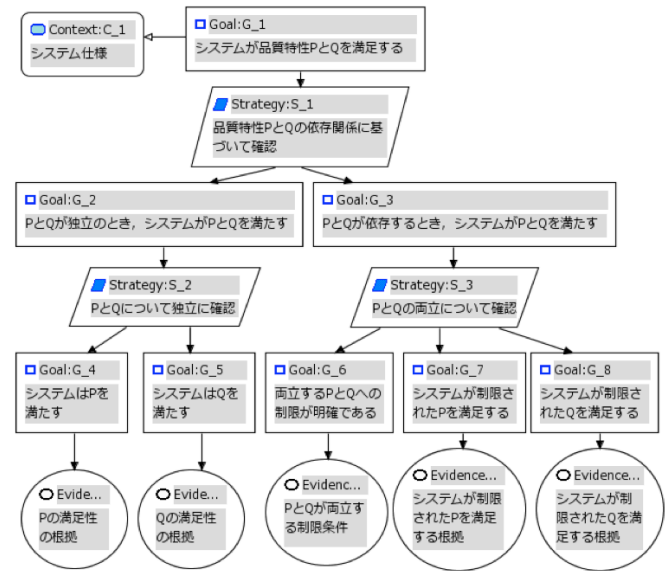 Context:C_1
システム仕様
Goal:G_1
システムが品質特性PとQを満足する
Strategy:S_1
品質特性PとQの依存関係に基
づいて確認
Goal:G_2
PとQが独立のとき，システムがPとQを満たす
Goal:G_3
PとQが依存するとき，システムがPとQを満たす
Strategy:S_2
PとQについて独立に確認
Strategy:S_3
PとQの両立について確認
Goal:G_4
システムはPを
満たす
Goal:G_5
システムはQを
満たす
Goal:G_6
両立するPとQへの
制限が明確である
Goal:G_7
システムが制限さ
れたPを満足する
Goal:G_8
システムが制限さ
れたQを満足する
Evide...
Pの満足性
の根拠
Evide...
Qの満足性
の根拠
Evidenc...
PとQが両立す
る制限条件
Evidence...
システムが制限
されたPを満足
する根拠
Evidence...
システムが制
限されたQを満
足する根拠